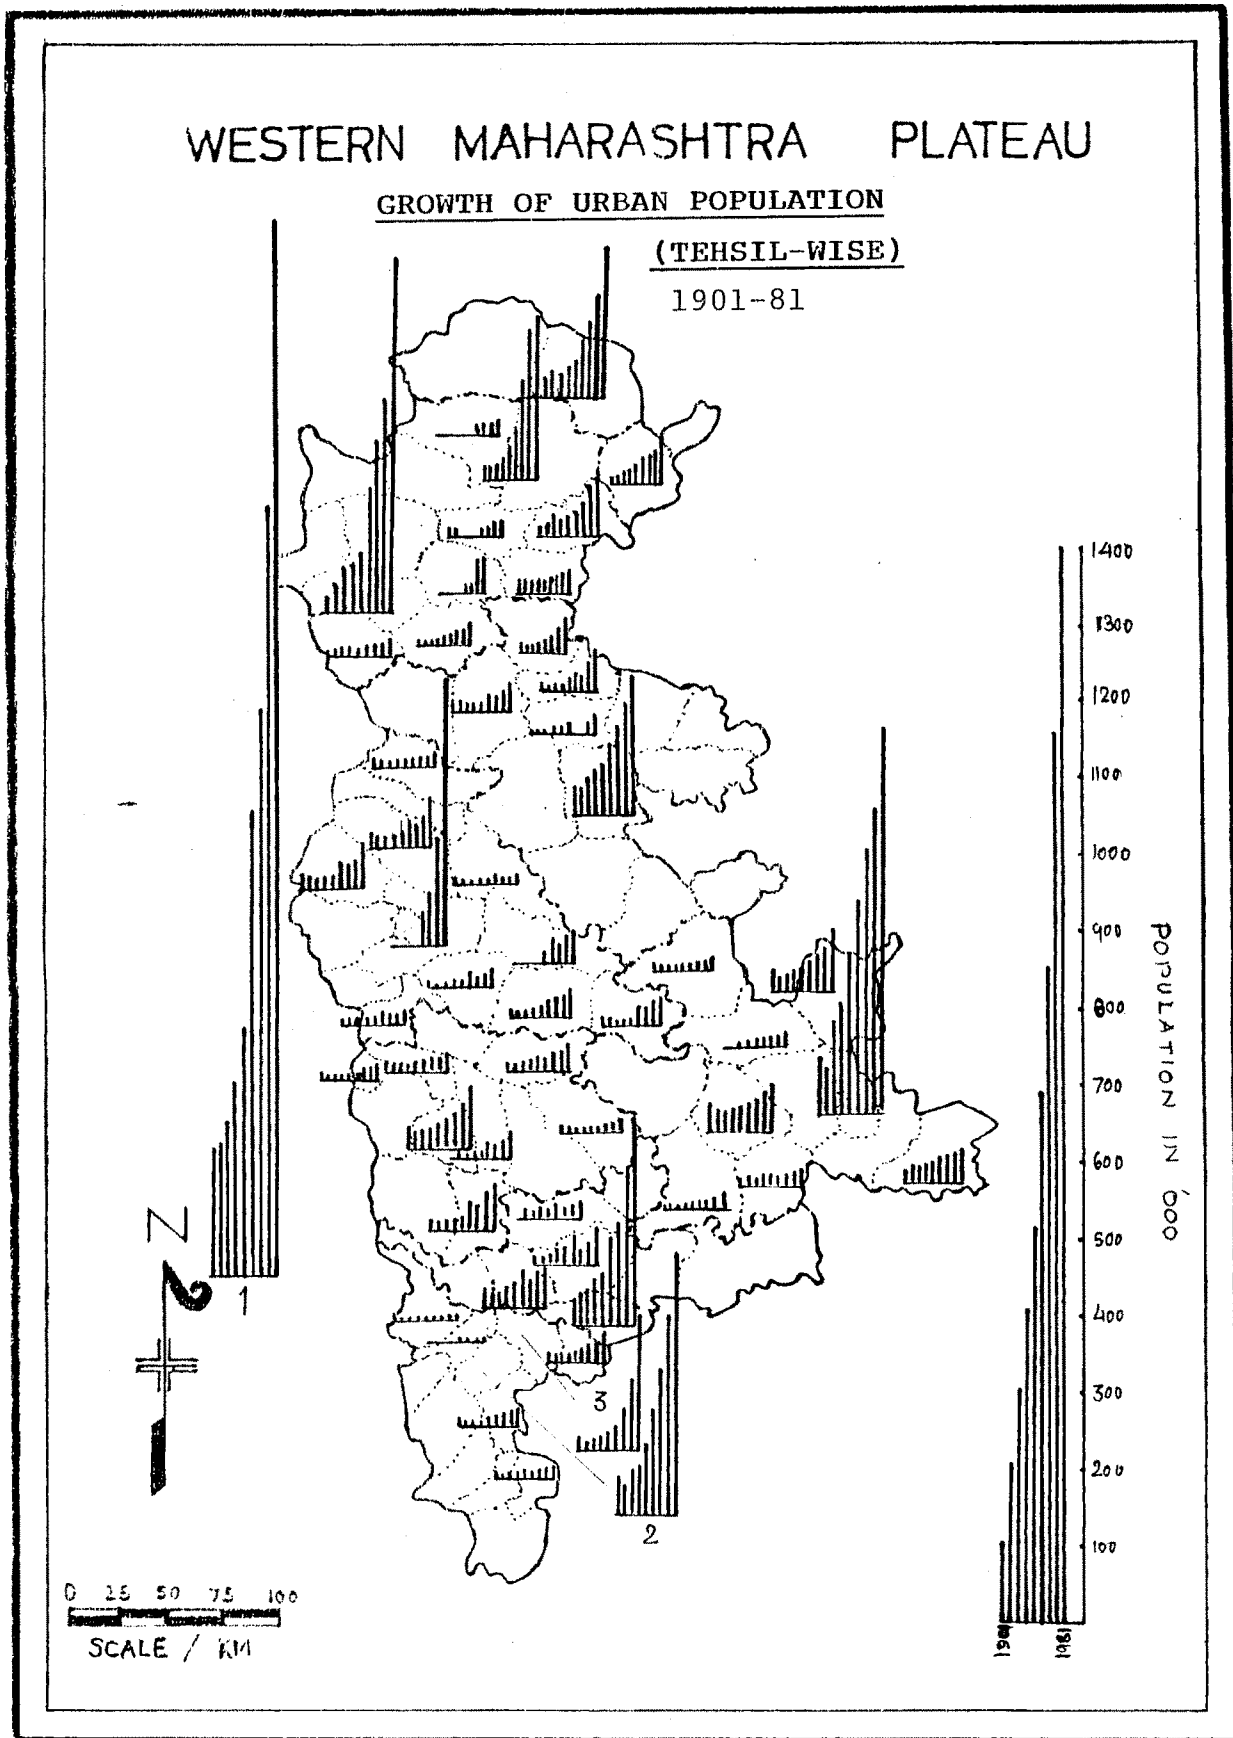 WESTERN MAHARASHTRA PLATEAU
GROWTH OF URBAN POPULATION
(TEHSIL-WISE)
1901-81
1400
1300
1200
1100
1000
900
800
700
600
500
400
300
200
100
POPULATION IN '000
1901
1981
N
1
3
2
0 25 50 75 100
SCALE / KM